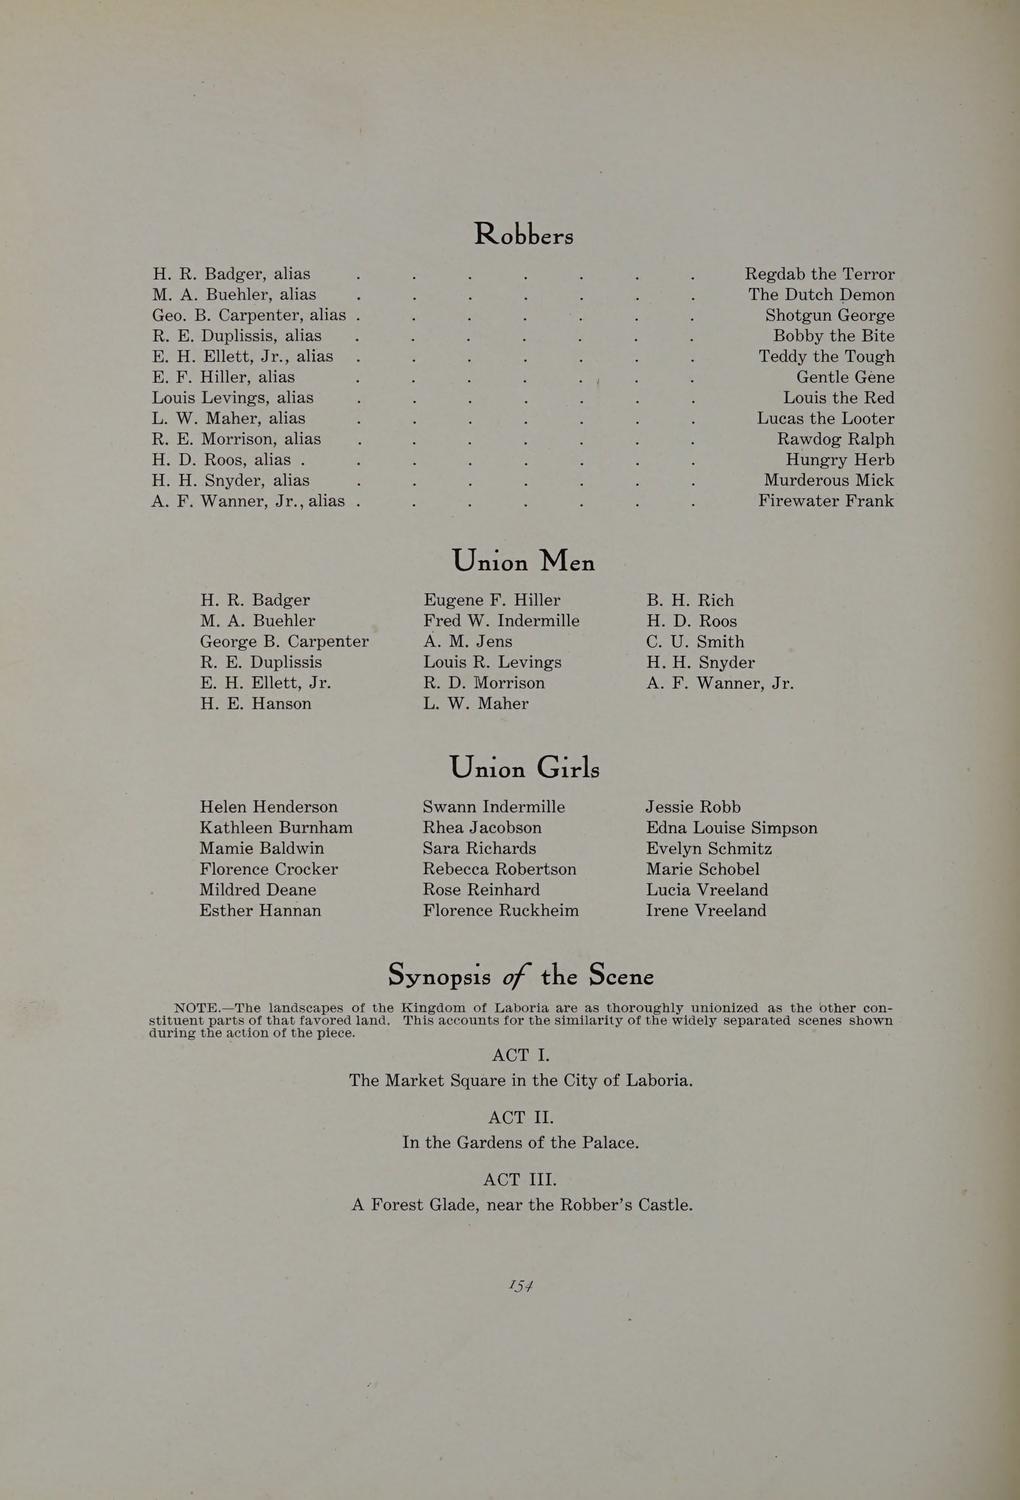 Robbers
H. R. Badger, alias . . . . . . . Regdab the Terror
M. A. Buehler, alias . . . . . . . The Dutch Demon
Geo. B. Carpenter, alias . . . . . . . Shotgun George
R. E. Duplissis, alias . . . . . . . Bobby the Bite
E. H. Ellett, Jr., alias . . . . . . . Teddy the Tough
E. F. Hiller, alias . . . . . . . Gentle Gene
Louis Levings, alias . . . . . . . Louis the Red
L. W. Maher, alias . . . . . . . Lucas the Looter
R. E. Morrison, alias . . . . . . . Rawdog Ralph
H. D. Roos, alias . . . . . . . . Hungry Herb
H. H. Snyder, alias . . . . . . . Murderous Mick
A. F. Wanner, Jr., alias . . . . . . . Firewater Frank
Union Men
H. R. Badger
M. A. Buehler
George B. Carpenter
R. E. Duplissis
E. H. Ellett, Jr.
H. E. Hanson
Eugene F. Hiller
Fred W. Indermille
A. M. Jens
Louis R. Levings
R. D. Morrison
L. W. Maher
B. H. Rich
H. D. Roos
C. U. Smith
H. H. Snyder
A. F. Wanner, Jr.
Union Girls
Helen Henderson
Kathleen Burnham
Mamie Baldwin
Florence Crocker
Mildred Deane
Esther Hannan
Swann Indermille
Rhea Jacobson
Sara Richards
Rebecca Robertson
Rose Reinhard
Florence Ruckheim
Jessie Robb
Edna Louise Simpson
Evelyn Schmitz
Marie Schobel
Lucia Vreeland
Irene Vreeland
Synopsis of the Scene
NOTE.—The landscapes of the Kingdom of Laboria are as thoroughly unionized as the other con-
stituent parts of that favored land. This accounts for the similarity of the widely separated scenes shown
during the action of the piece.
ACT I.
The Market Square in the City of Laboria.
ACT II.
In the Gardens of the Palace.
ACT III.
A Forest Glade, near the Robber's Castle.
154